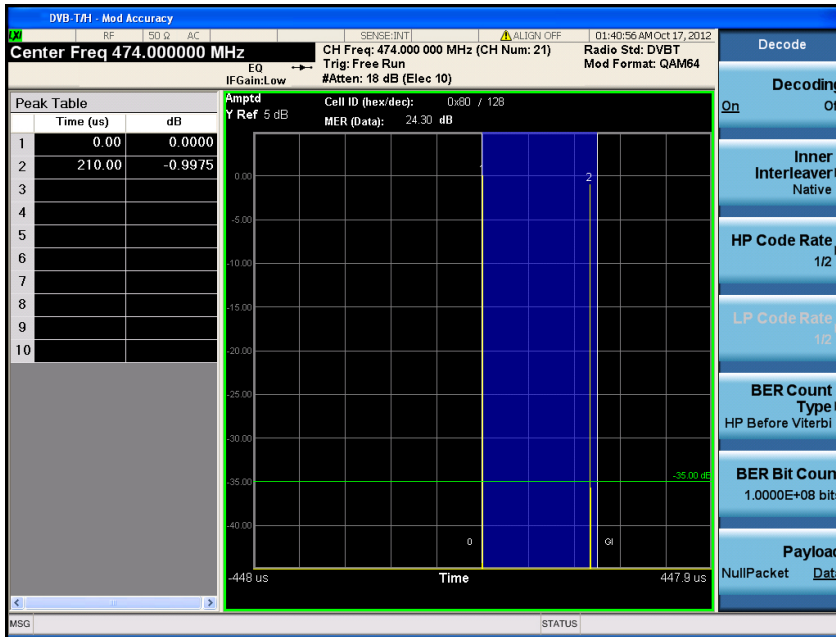 DVB-T/H - Mod Accuracy
LXI RF 50 Ω AC SENSE:INT ALIGN OFF 01:40:56 AM Oct 17, 2012
Center Freq 474.000000 MHz
CH Freq: 474.000 000 MHz (CH Num: 21)
Radio Std: DVBT
EQ
Trig: Free Run
Mod Format: QAM64
IFGain:Low
#Atten: 18 dB (Elec 10)
Peak Table
Time (us) dB
1 0.00 0.0000
2 210.00 -0.9975
3
4
5
6
7
8
9
10
Amptd
Cell ID (hex/dec): 0x80 / 128
Y Ref 5 dB
MER (Data): 24.30 dB
2
0.00
-5.00
-10.00
-15.00
-20.00
-25.00
-30.00
-35.00
-35.00 dB
-40.00
0
GI
-448 us
Time
447.9 us
Decode
Decoding
On Of
Inner
Interleaver
Native
HP Code Rate
1/2
LP Code Rate
1/2
BER Count
Type
HP Before Viterbi
BER Bit Coun
1.0000E+08 bits
Payload
NullPacket Data
MSG
STATUS